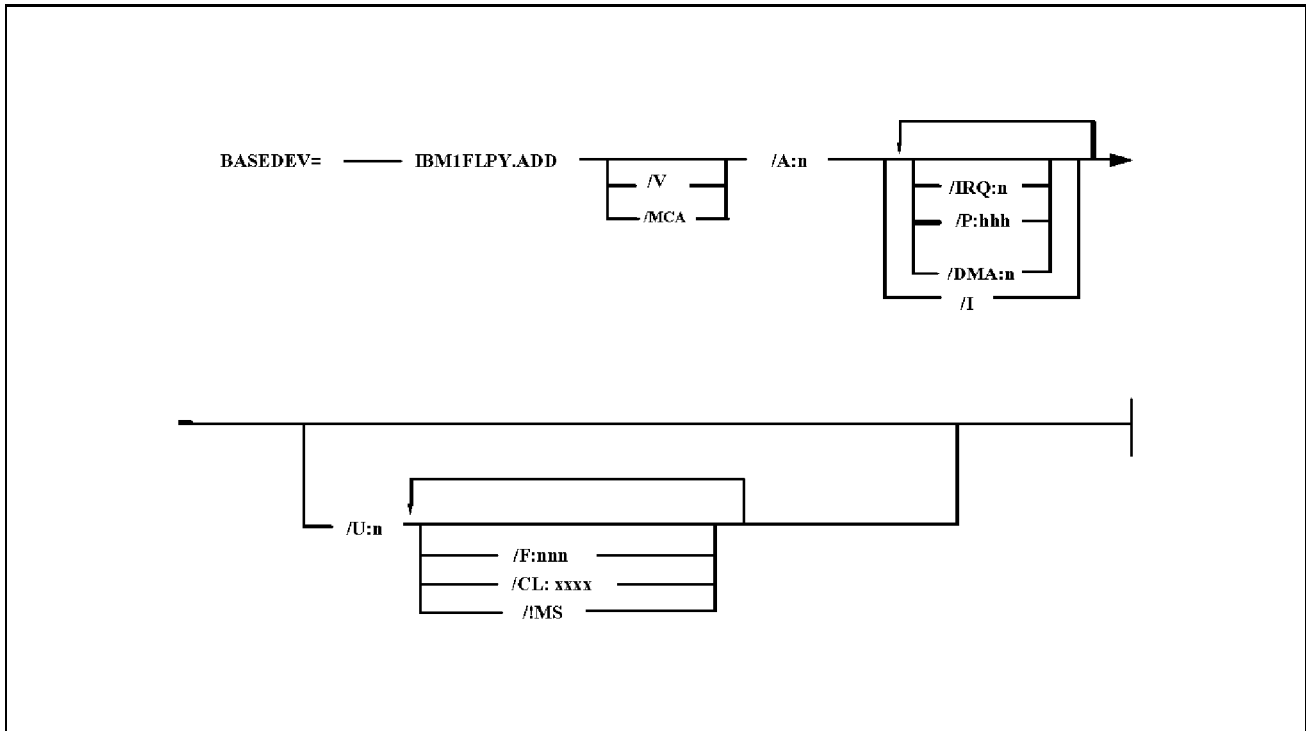 BASEDEV= IBM1FLPY.ADD /A:n
/V
/MCA
/IRQ:n
/P:hhh
/DMA:n
/I
/U:n
/F:nnn
/CL: xxxx
/!MS